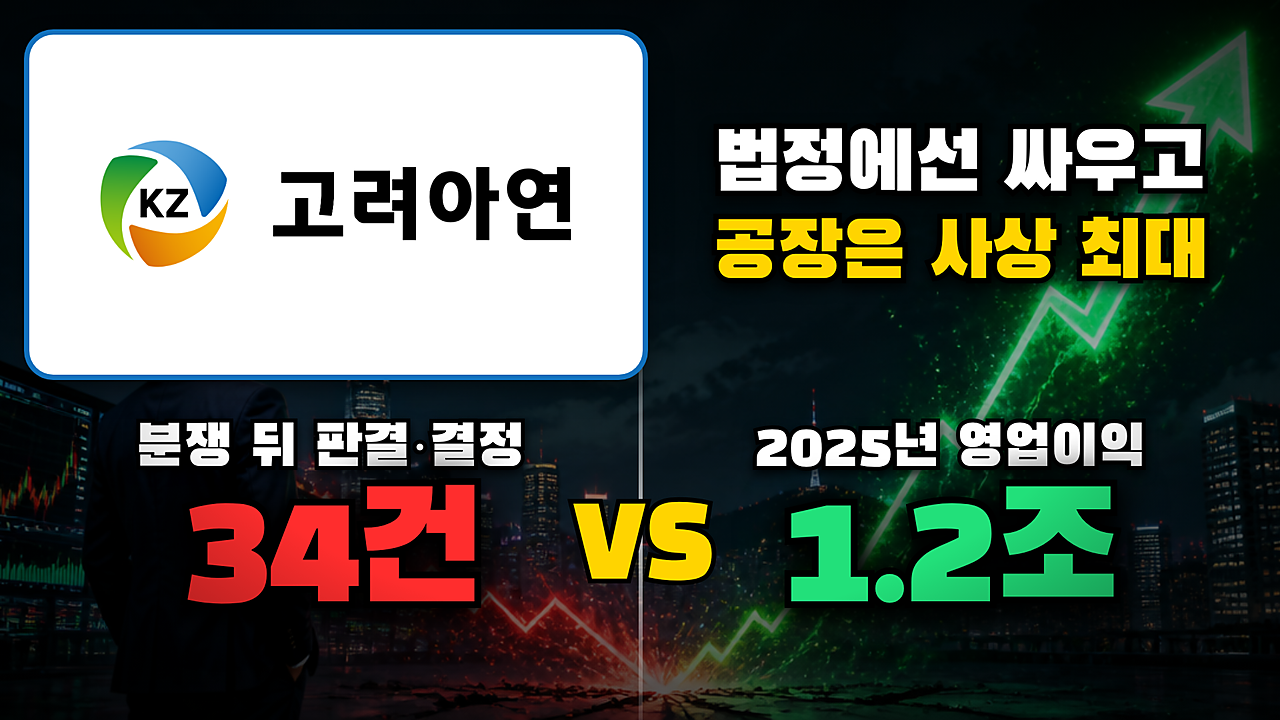 KZ 고려아연
법정에선 싸우고
공장은 사상 최대
분쟁 뒤 판결·결정
34건
VS
2025년 영업이익
1.2조